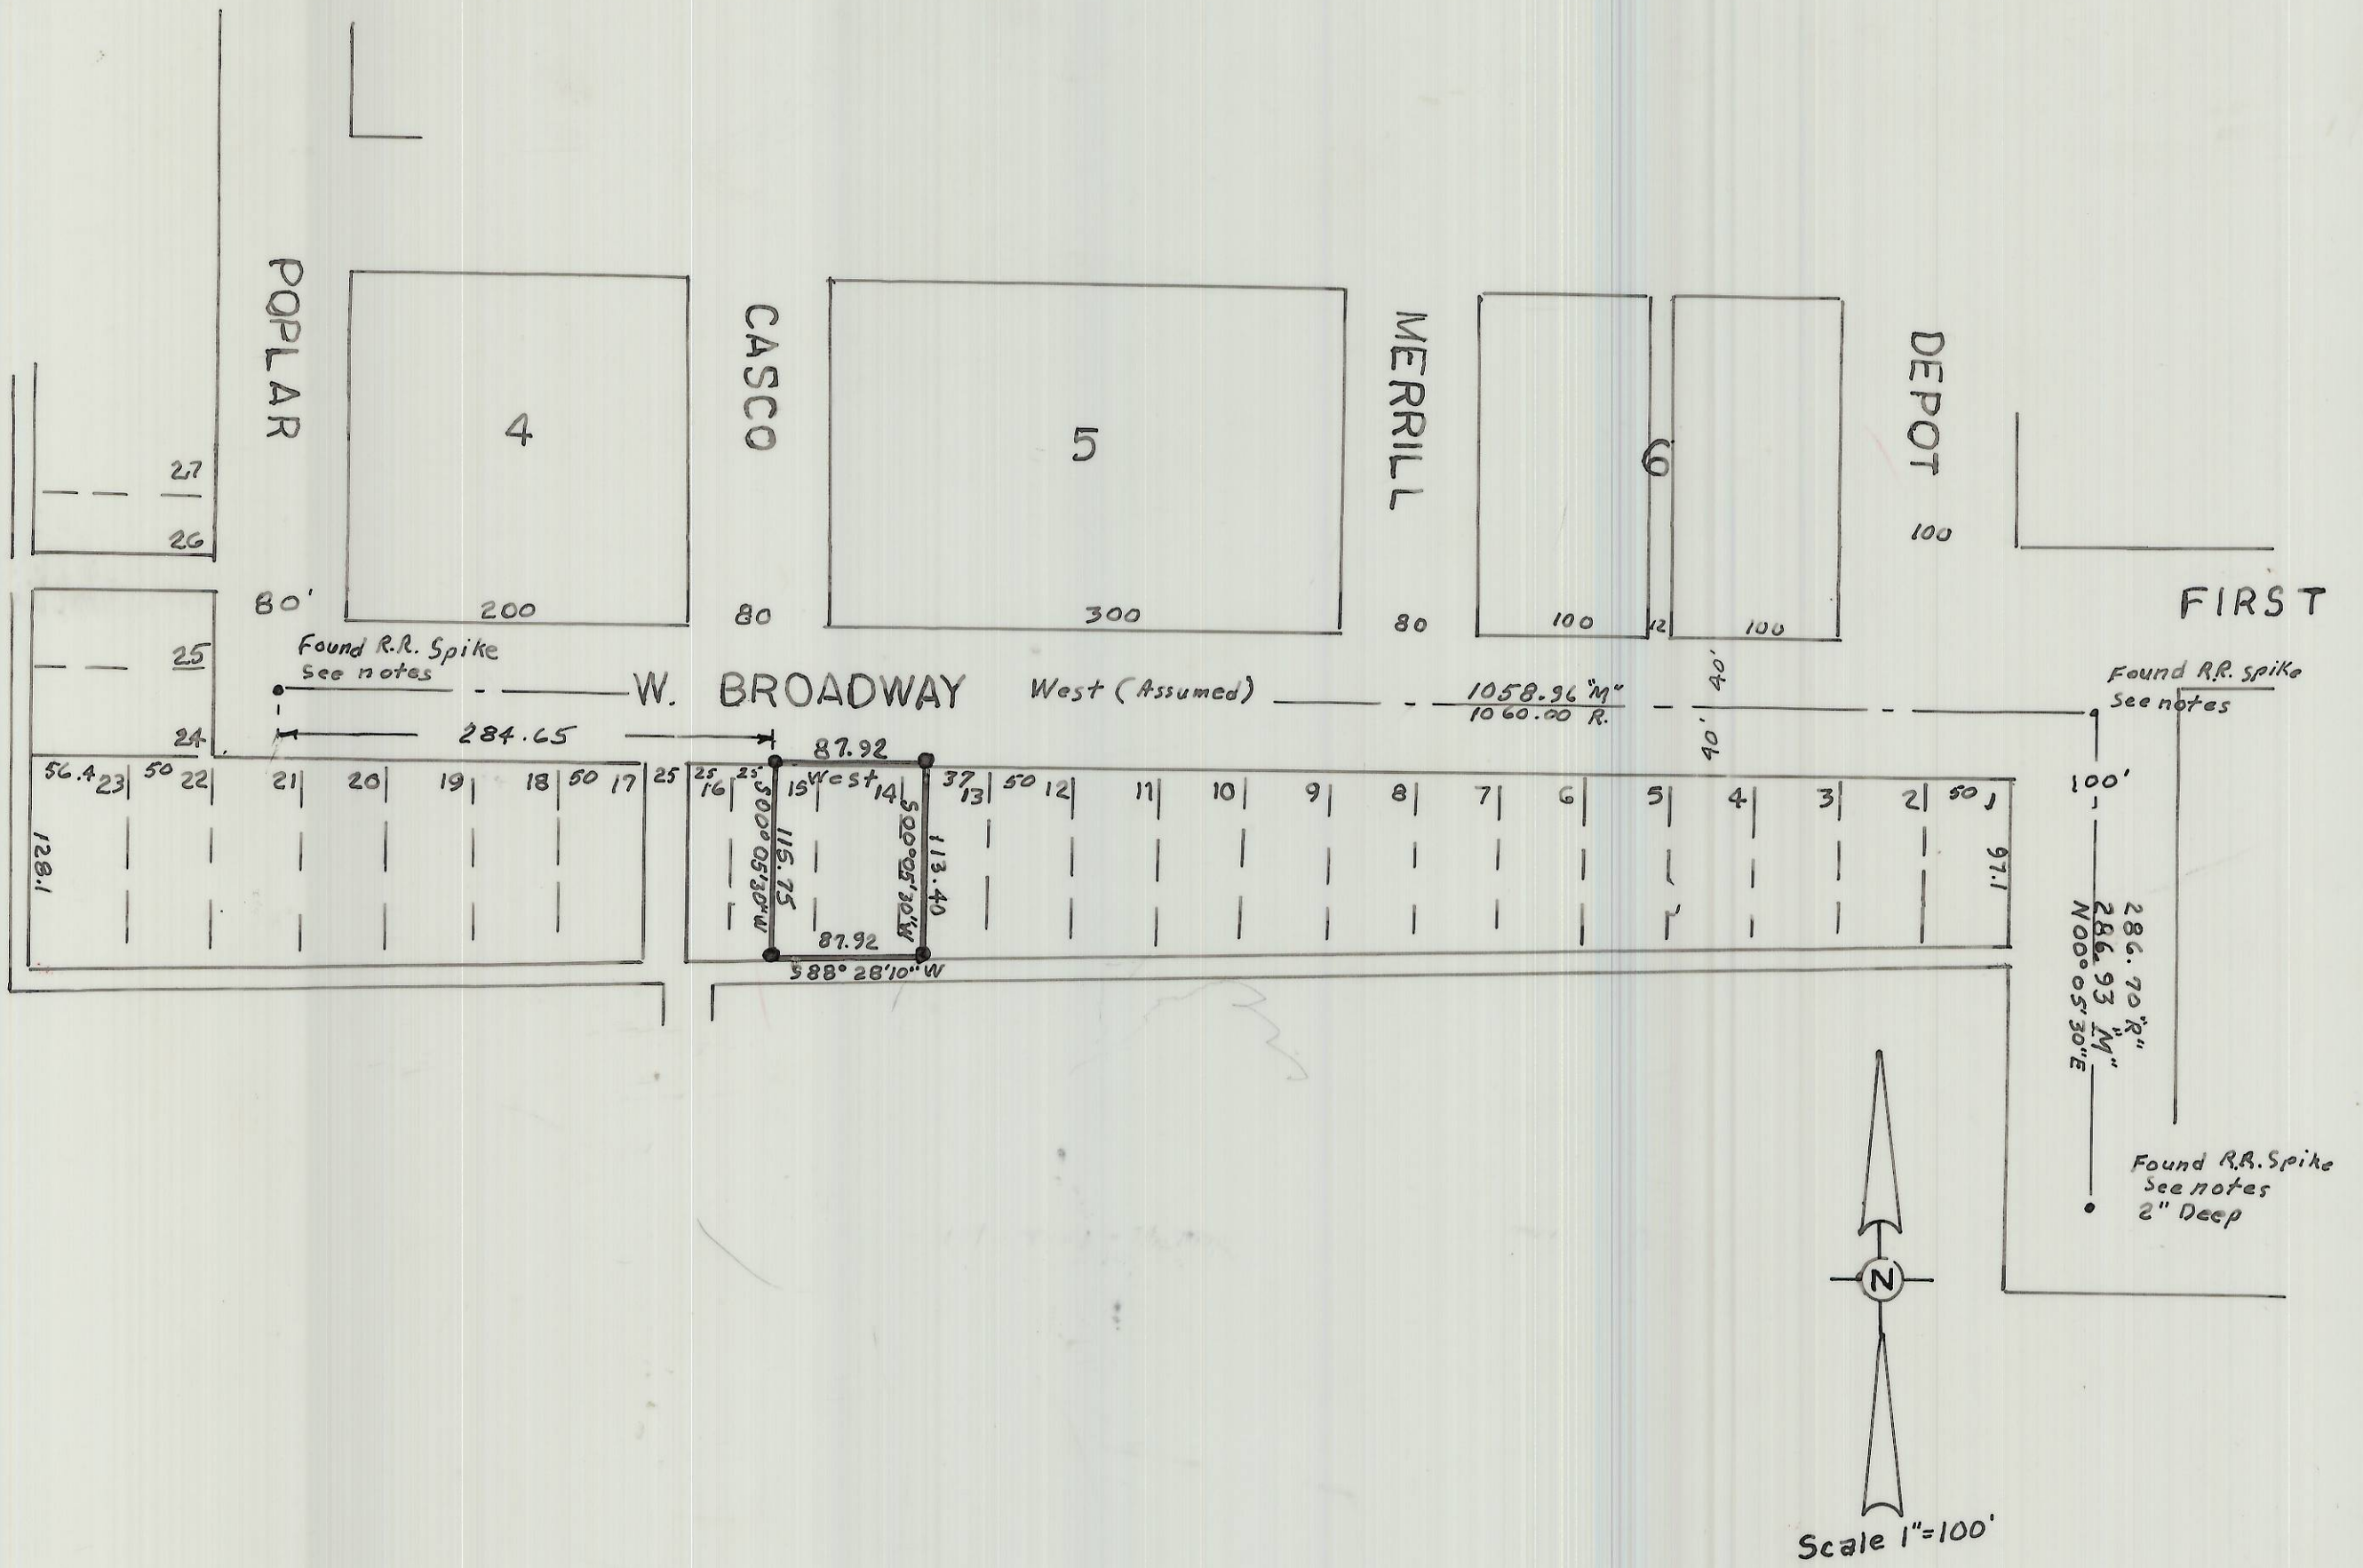 POPLAR
CASCO
MERRILL
DEPOT
4
5
6
27
26
100
FIRST
80'
200
80
300
80
100
12
100
25
24
Found R.R. Spike
See notes
W. BROADWAY
West (Assumed)
1058.96 "M"
1060.00 R.
40'
40'
Found R.R. spike
See notes
284.65
87.92
West
56.4 23 50 22 21 20 19 18 50 17 25 25 16 25 15 14 37 13 50 12 11 10 9 8 7 6 5 4 3 2 50 1
100'
128.1
S00°05'30"W
115.75
S00°05'30"W
113.40
97.1
87.92
S88°28'10"W
286.70 "R"
286.93 "M"
N00°05'30"E
Found R.R. Spike
See notes
2" Deep
N
Scale 1"=100'